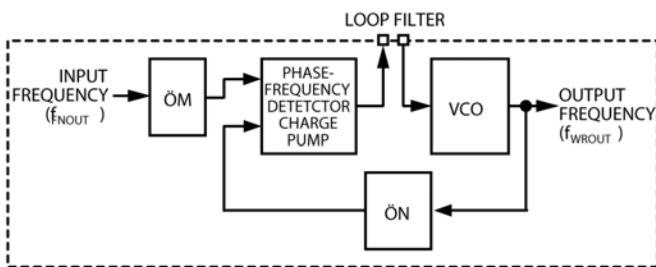 LOOP FILTER
INPUT
FREQUENCY
(fNOUT )
ÖM
PHASE-
FREQUENCY
DETETCTOR
CHARGE
PUMP
VCO
OUTPUT
FREQUENCY
(fWROUT )
ÖN